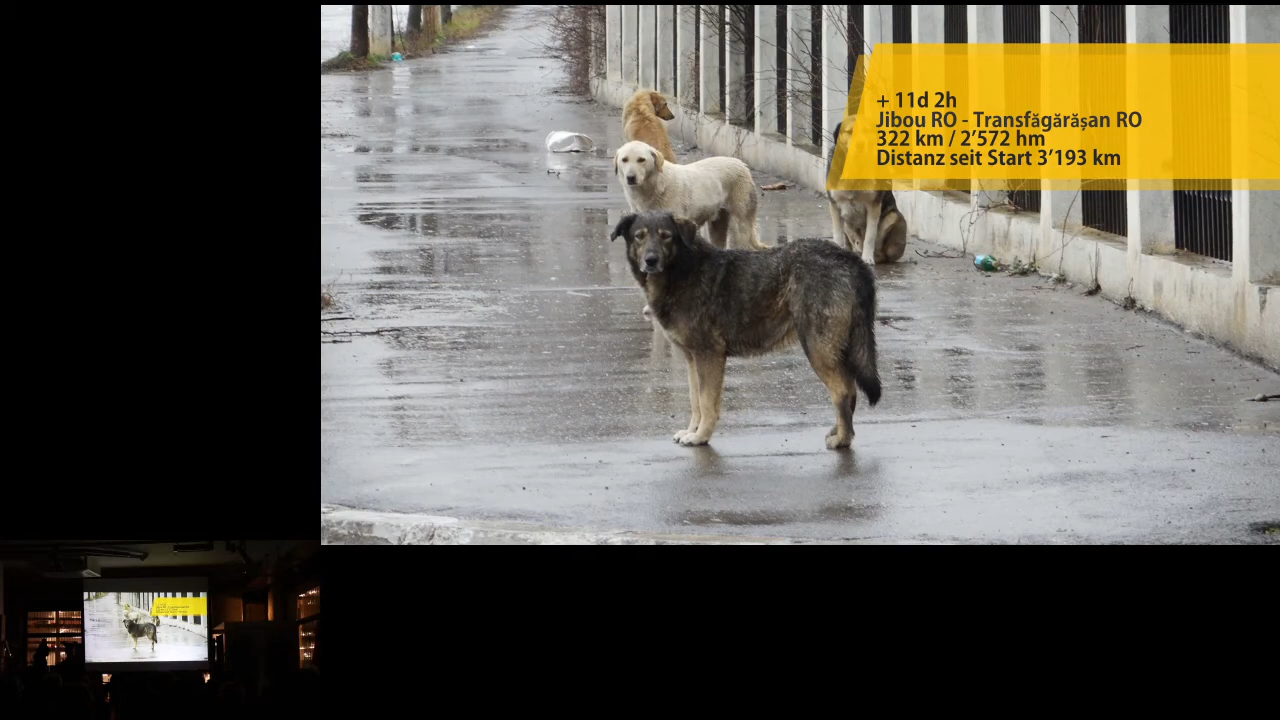 + 11d 2h
Jibou RO - Transfăgărășan RO
322 km / 2’572 hm
Distanz seit Start 3’193 km